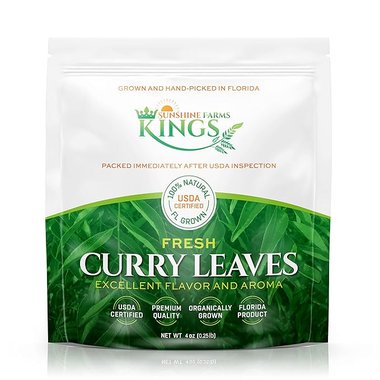 GROWN AND HAND-PICKED IN FLORIDA
SUNSHINE FARMS
KINGS
PACKED IMMEDIATELY AFTER USDA INSPECTION
100% NATURAL
USDA
CERTIFIED
FL GROWN
FRESH
CURRY LEAVES
EXCELLENT FLAVOR AND AROMA
USDA
CERTIFIED
PREMIUM
QUALITY
ORGANICALLY
GROWN
FLORIDA
PRODUCT
NET WT 4 oz (0.25lb)